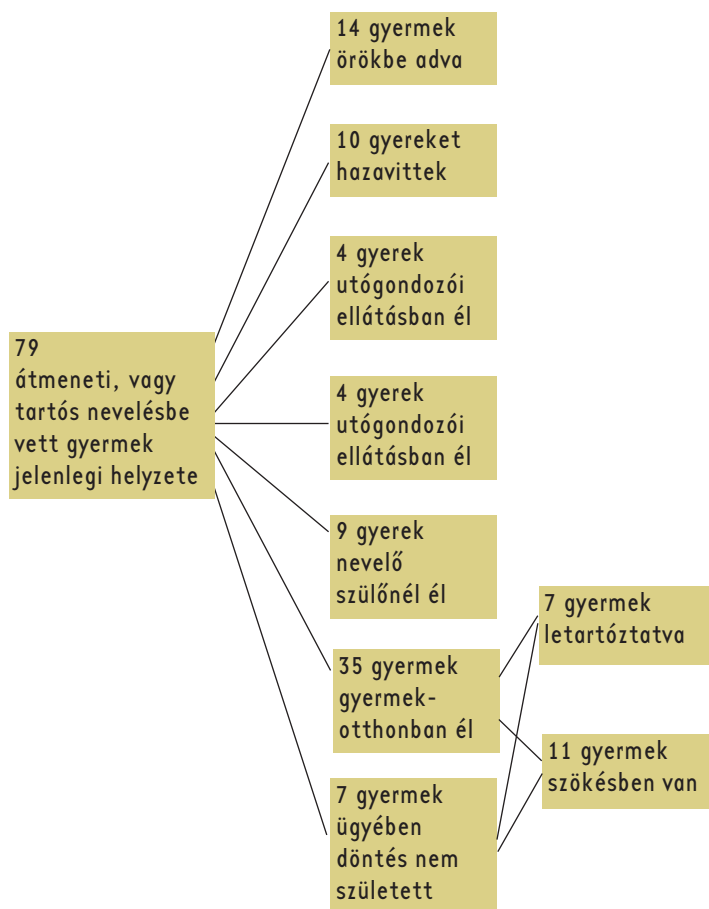 14 gyermek
örökbe adva
10 gyereket
hazavittek
4 gyerek
utógondozói
ellátásban él
79
átmeneti, vagy
tartós nevelésbe
vett gyermek
jelenlegi helyzete
4 gyerek
utógondozói
ellátásban él
9 gyerek
nevelő
szülőnél él
35 gyermek
gyermek-
otthonban él
7 gyermek
ügyében
döntés nem
született
7 gyermek
letartóztatva
11 gyermek
szökésben van